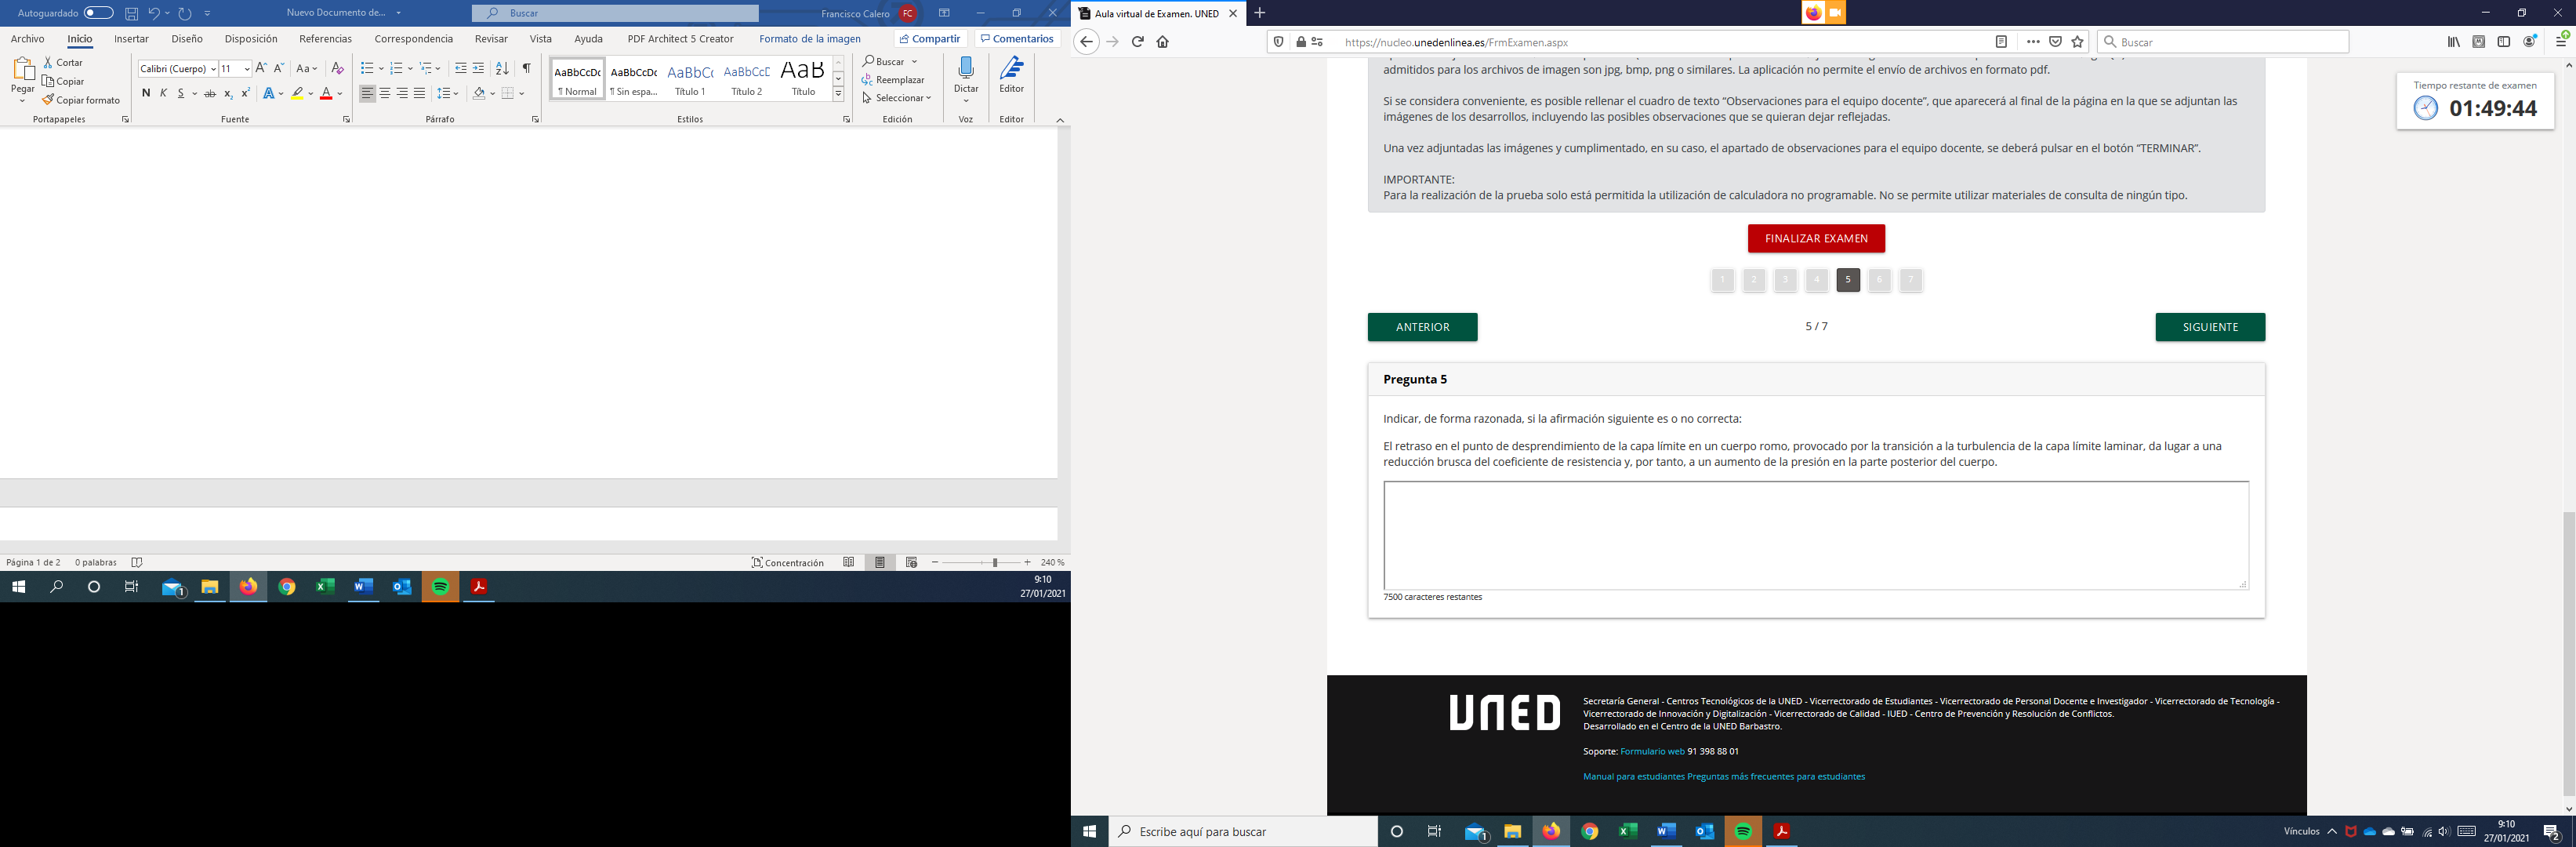 Autoguardado
Nuevo Documento de...
Buscar
Francisco Calero
FC
Archivo Inicio Insertar Diseño Disposición Referencias Correspondencia Revisar Vista Ayuda PDF Architect 5 Creator Formato de la imagen Compartir Comentarios
Pegar
Cortar
Copiar
Copiar formato
Portapapeles
Calibri (Cuerpo) 11
N K S ab x₂ x² A A
Fuente
Párrafo
AaBbCcDc AaBbCcDc AaBbCc AaBbCcC AaB
¶ Normal ¶ Sin espa... Título 1 Título 2 Título
Estilos
Buscar
Reemplazar
Seleccionar
Edición
Dictar
Voz
Editor
Editor
Página 1 de 2 0 palabras
Concentración
240 %
9:10
27/01/2021
Aula virtual de Examen. UNED
https://nucleo.unedenlinea.es/FrmExamen.aspx
Buscar
admitidos para los archivos de imagen son jpg, bmp, png o similares. La aplicación no permite el envío de archivos en formato pdf.
Si se considera conveniente, es posible rellenar el cuadro de texto “Observaciones para el equipo docente”, que aparecerá al final de la página en la que se adjuntan las
imágenes de los desarrollos, incluyendo las posibles observaciones que se quieran dejar reflejadas.
Una vez adjuntadas las imágenes y cumplimentado, en su caso, el apartado de observaciones para el equipo docente, se deberá pulsar en el botón “TERMINAR”.
IMPORTANTE:
Para la realización de la prueba solo está permitida la utilización de calculadora no programable. No se permite utilizar materiales de consulta de ningún tipo.
Tiempo restante de examen
01:49:44
FINALIZAR EXAMEN
1 2 3 4 5 6 7
ANTERIOR
5 / 7
SIGUIENTE
Pregunta 5
Indicar, de forma razonada, si la afirmación siguiente es o no correcta:
El retraso en el punto de desprendimiento de la capa límite en un cuerpo romo, provocado por la transición a la turbulencia de la capa límite laminar, da lugar a una
reducción brusca del coeficiente de resistencia y, por tanto, a un aumento de la presión en la parte posterior del cuerpo.
7500 caracteres restantes
UNED
Secretaría General - Centros Tecnológicos de la UNED - Vicerrectorado de Estudiantes - Vicerrectorado de Personal Docente e Investigador - Vicerrectorado de Tecnología -
Vicerrectorado de Innovación y Digitalización - Vicerrectorado de Calidad - IUED - Centro de Prevención y Resolución de Conflictos.
Desarrollado en el Centro de la UNED Barbastro.
Soporte: Formulario web 91 398 88 01
Manual para estudiantes Preguntas más frecuentes para estudiantes
Escribe aquí para buscar
Vínculos
9:10
27/01/2021